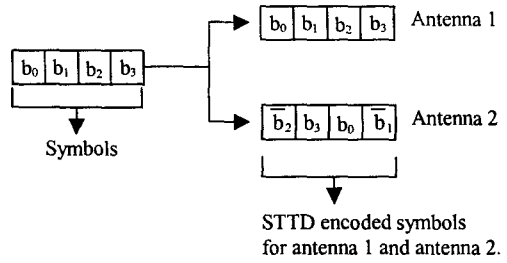 b₀ b₁ b₂ b₃ Antenna 1
b₀ b₁ b₂ b₃
b̅₂ b₃ b₀ b̅₁ Antenna 2
Symbols
STTD encoded symbols
for antenna 1 and antenna 2.